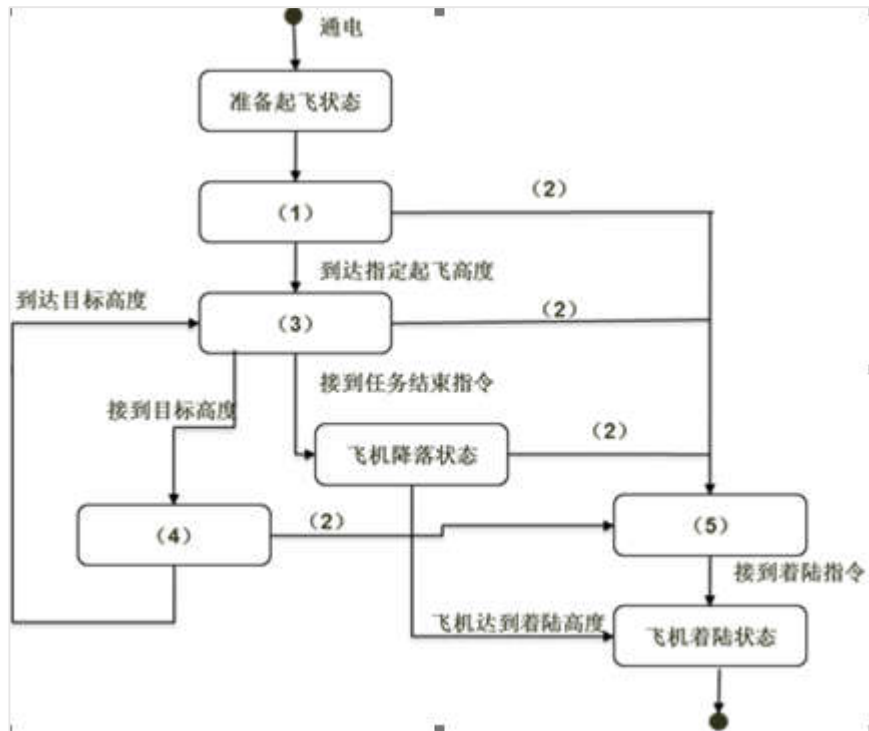 通电
准备起飞状态
（2）
（1）
到达指定起飞高度
到达目标高度
（2）
（3）
接到任务结束指令
接到目标高度
（2）
飞机降落状态
（2）
（4）
（5）
接到着陆指令
飞机达到着陆高度
飞机着陆状态